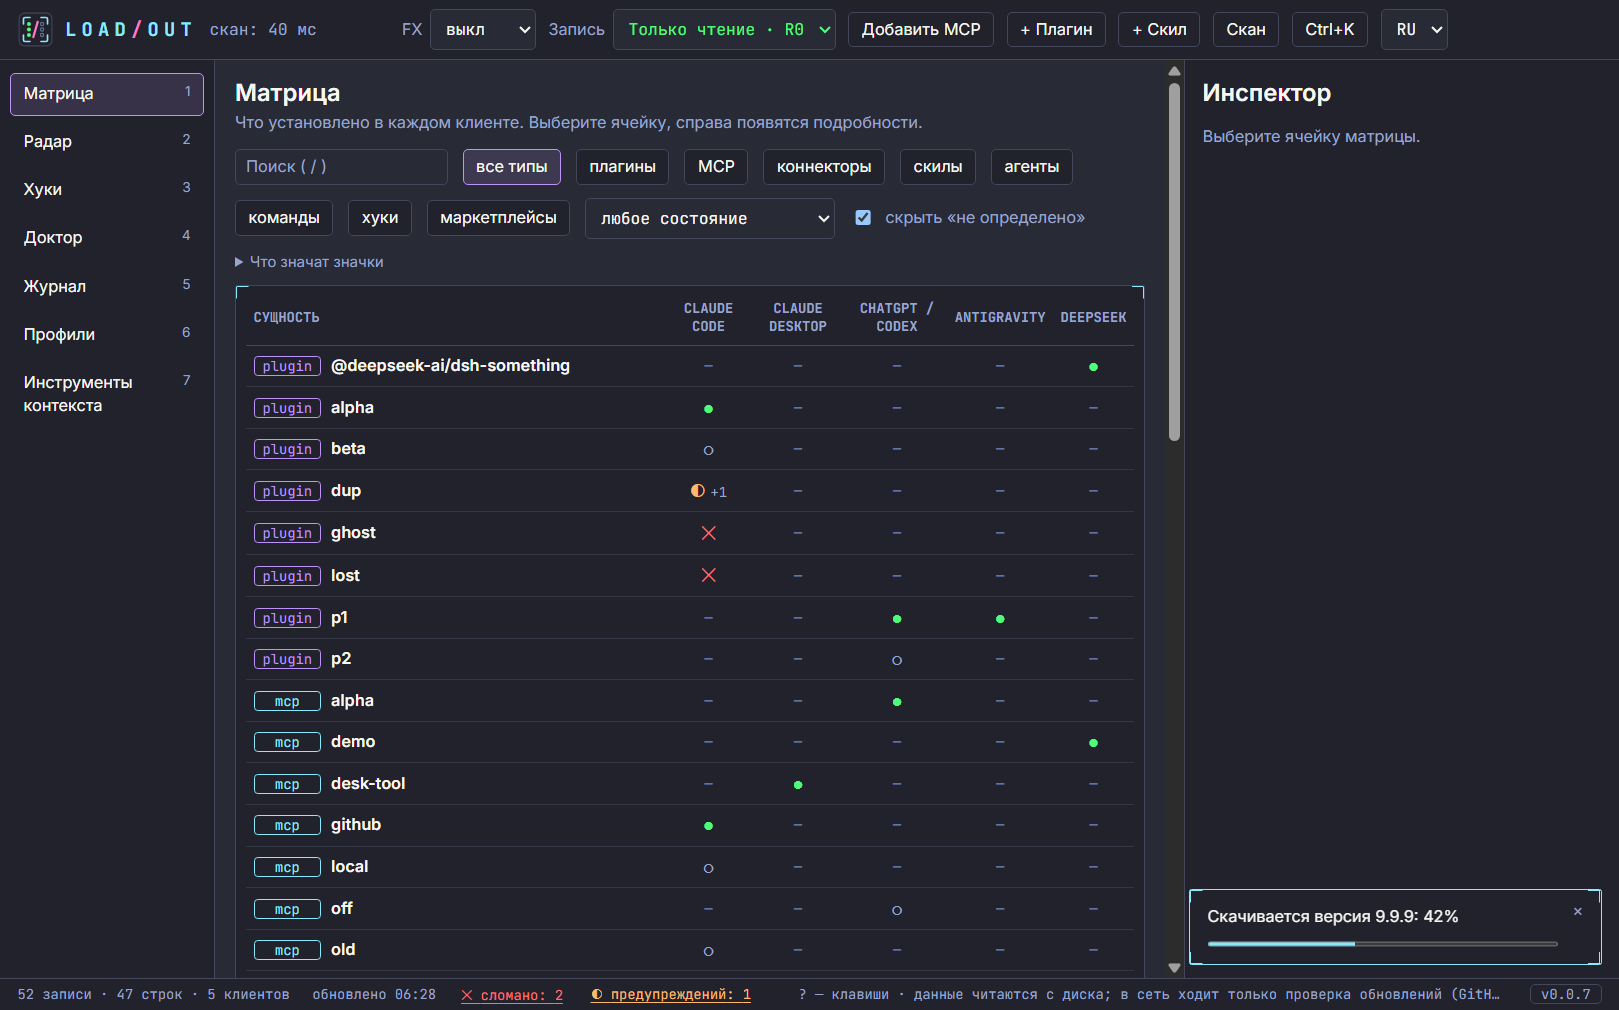 LOAD/OUT скан: 40 мс FX выкл Запись Только чтение · R0 Добавить MCP + Плагин + Скил Скан Ctrl+K RU
Матрица 1
Радар 2
Хуки 3
Доктор 4
Журнал 5
Профили 6
Инструменты контекста 7
Матрица
Что установлено в каждом клиенте. Выберите ячейку, справа появятся подробности.
Поиск ( / ) все типы плагины MCP коннекторы скилы агенты
команды хуки маркетплейсы любое состояние скрыть «не определено»
Что значат значки
СУЩНОСТЬ CLAUDE CODE CLAUDE DESKTOP CHATGPT / CODEX ANTIGRAVITY DEEPSEEK
plugin @deepseek-ai/dsh-something – – – – ●
plugin alpha ● – – – –
plugin beta ○ – – – –
plugin dup ◐ +1 – – – –
plugin ghost ✕ – – – –
plugin lost ✕ – – – –
plugin p1 – – ● ● –
plugin p2 – – ○ – –
mcp alpha – – ● – –
mcp demo – – – – ●
mcp desk-tool – ● – – –
mcp github ● – – – –
mcp local ○ – – – –
mcp off – – ○ – –
mcp old ○ – – – –
Инспектор
Выберите ячейку матрицы.
Скачивается версия 9.9.9: 42% ×
52 записи · 47 строк · 5 клиентов обновлено 06:28 ✕ сломано: 2 ◐ предупреждений: 1 ? — клавиши · данные читаются с диска; в сеть ходит только проверка обновлений (GitH… v0.0.7